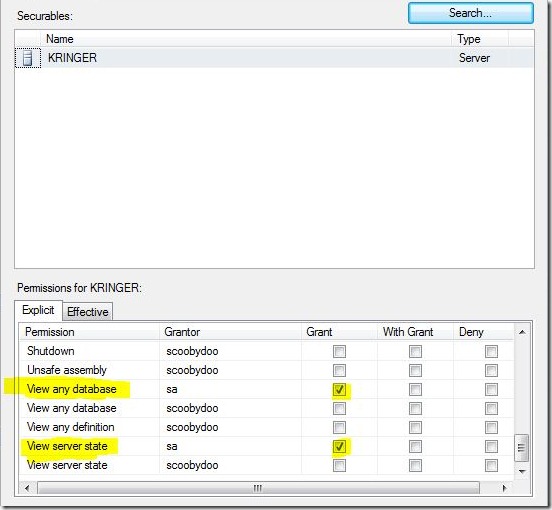 Securables:
Search...
Name Type
KRINGER Server
Permissions for KRINGER:
Explicit Effective
Permission Grantor Grant With Grant Deny
Shutdown scoobydoo
Unsafe assembly scoobydoo
View any database sa
View any database scoobydoo
View any definition scoobydoo
View server state sa
View server state scoobydoo